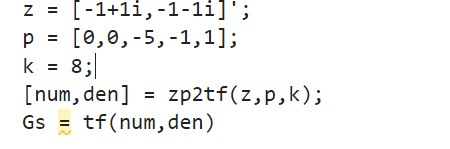 z = [-1+1i,-1-1i]';
p = [0,0,-5,-1,1];
k = 8;
[num,den] = zp2tf(z,p,k);
Gs = tf(num,den)